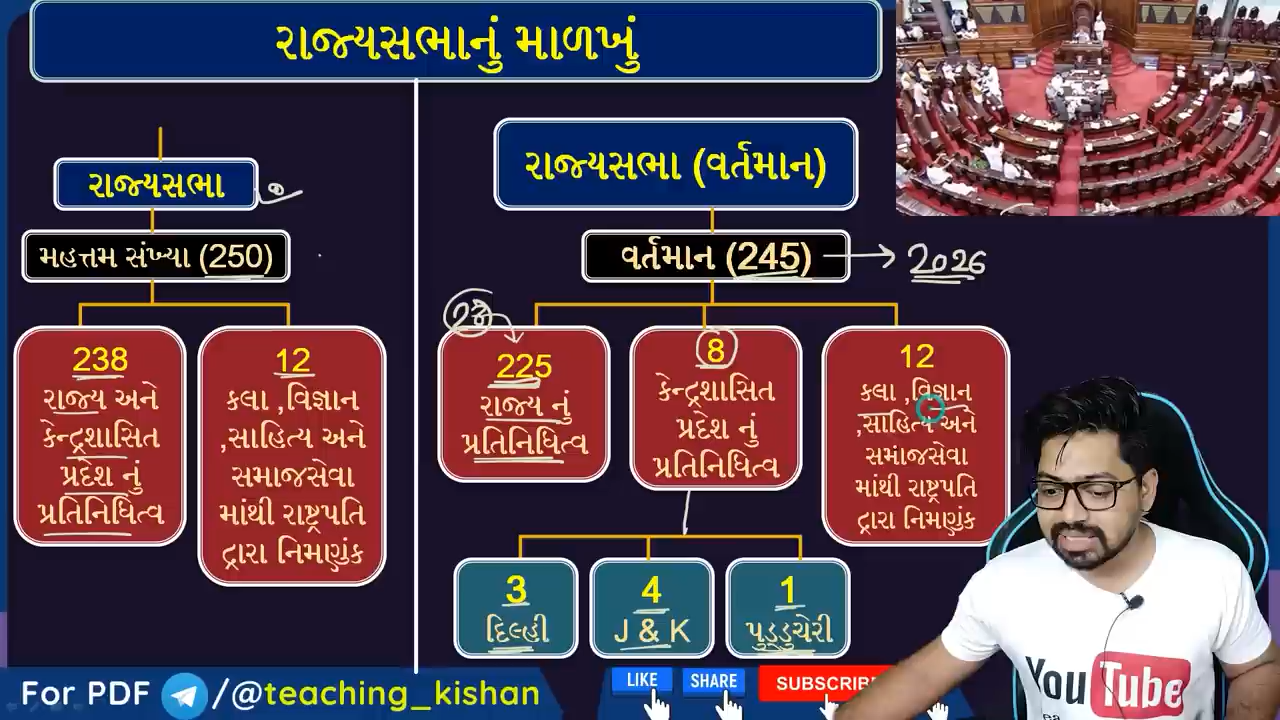 રાજ્યસભાનું માળખું
રાજ્યસભા
મહત્તમ સંખ્યા (250)
238
રાજ્ય અને
કેન્દ્રશાસિત
પ્રદેશ નું
પ્રતિનિધિત્વ
12
કલા ,વિજ્ઞાન
,સાહિત્ય અને
સમાજસેવા
માંથી રાષ્ટ્રપતિ
દ્વારા નિમણુંક
રાજ્યસભા (વર્તમાન)
વર્તમાન (245)
2026
225
રાજ્ય નું
પ્રતિનિધિત્વ
8
કેન્દ્રશાસિત
પ્રદેશ નું
પ્રતિનિધિત્વ
12
કલા ,વિજ્ઞાન
,સાહિત્ય અને
સમાજસેવા
માંથી રાષ્ટ્રપતિ
દ્વારા નિમણુંક
3
દિલ્હી
4
J & K
1
પુડ્ડુચેરી
For PDF /@teaching_kishan
LIKE
SHARE
SUBSCRIBE
You Tube